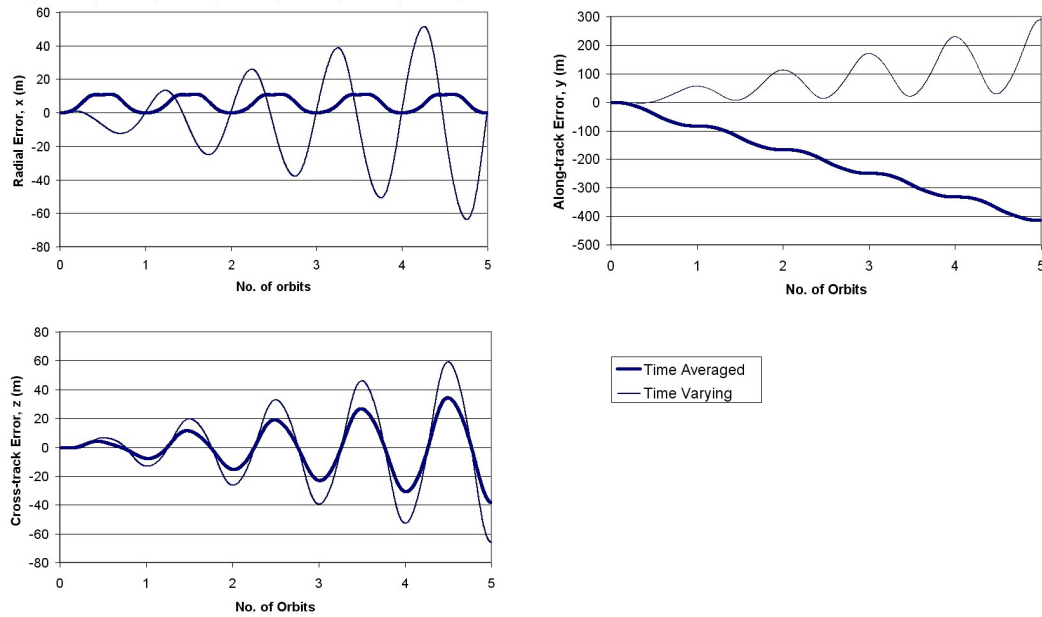 60
40
20
0
-20
-40
-60
-80
Radial Error, x (m)
0 1 2 3 4 5
No. of orbits
300
200
100
0
-100
-200
-300
-400
-500
Along-track Error, y (m)
0 1 2 3 4 5
No. of Orbits
80
60
40
20
0
-20
-40
-60
-80
Cross-track Error, z (m)
0 1 2 3 4 5
No. of Orbits
Time Averaged
Time Varying